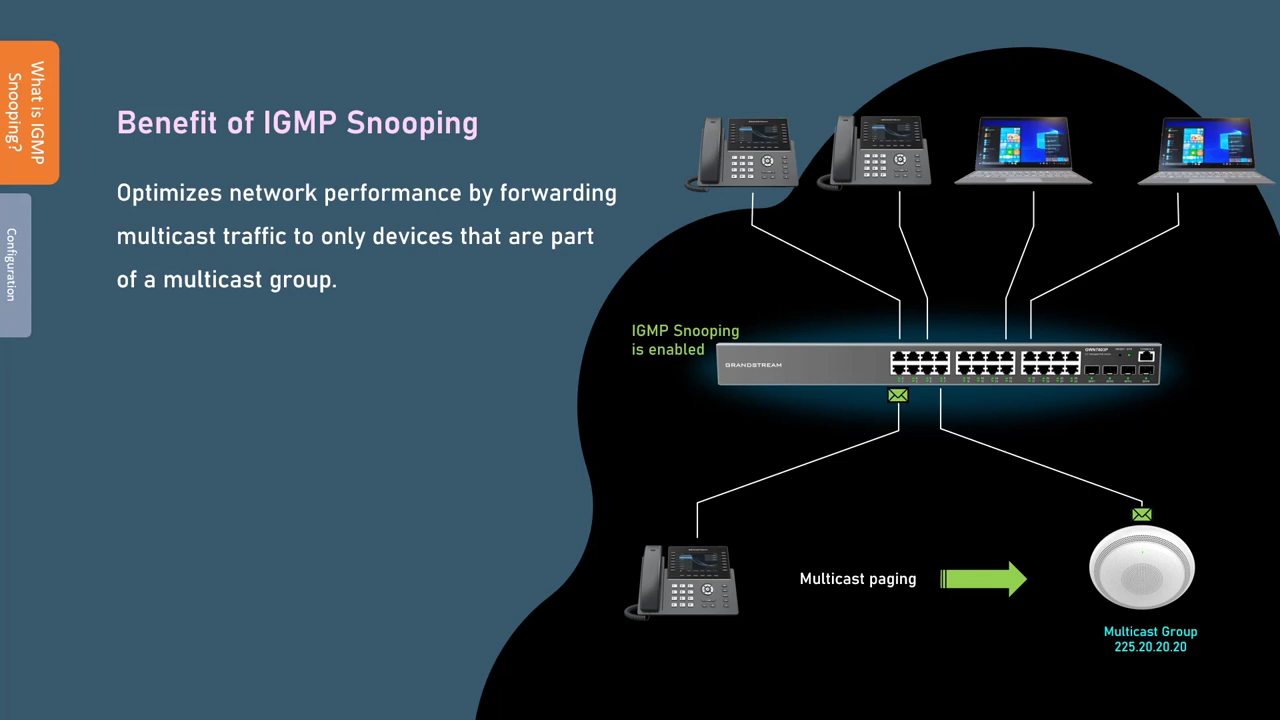 What is IGMP
Snooping?
Configuration
Benefit of IGMP Snooping
Optimizes network performance by forwarding
multicast traffic to only devices that are part
of a multicast group.
IGMP Snooping
is enabled
GRANDSTREAM
Multicast paging
Multicast Group
225.20.20.20